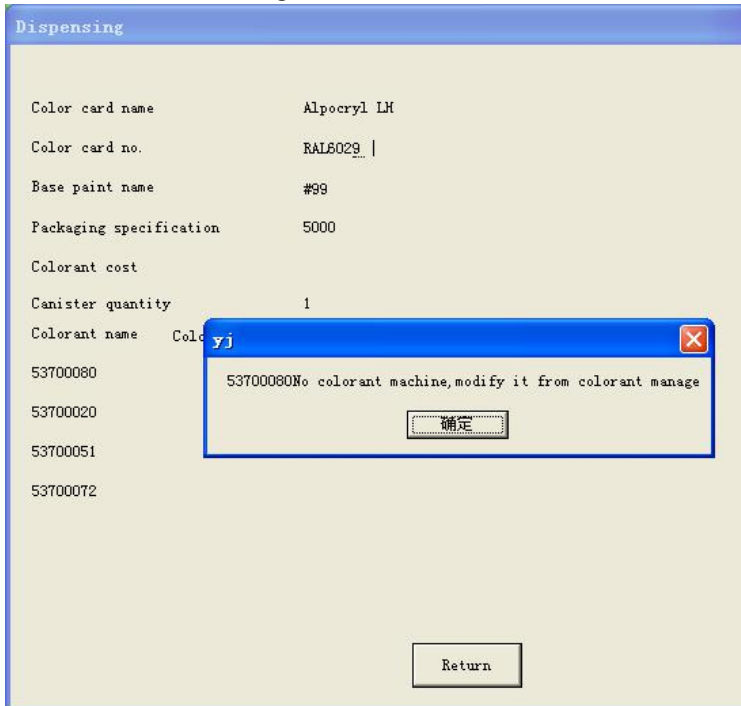 Dispensing
Color card name Alpocryl LH
Color card no. RAL6029
Base paint name #99
Packaging specification 5000
Colorant cost
Canister quantity 1
Colorant name
yj
53700080
53700080No colorant machine,modify it from colorant manage
53700020
确定
53700051
53700072
Return